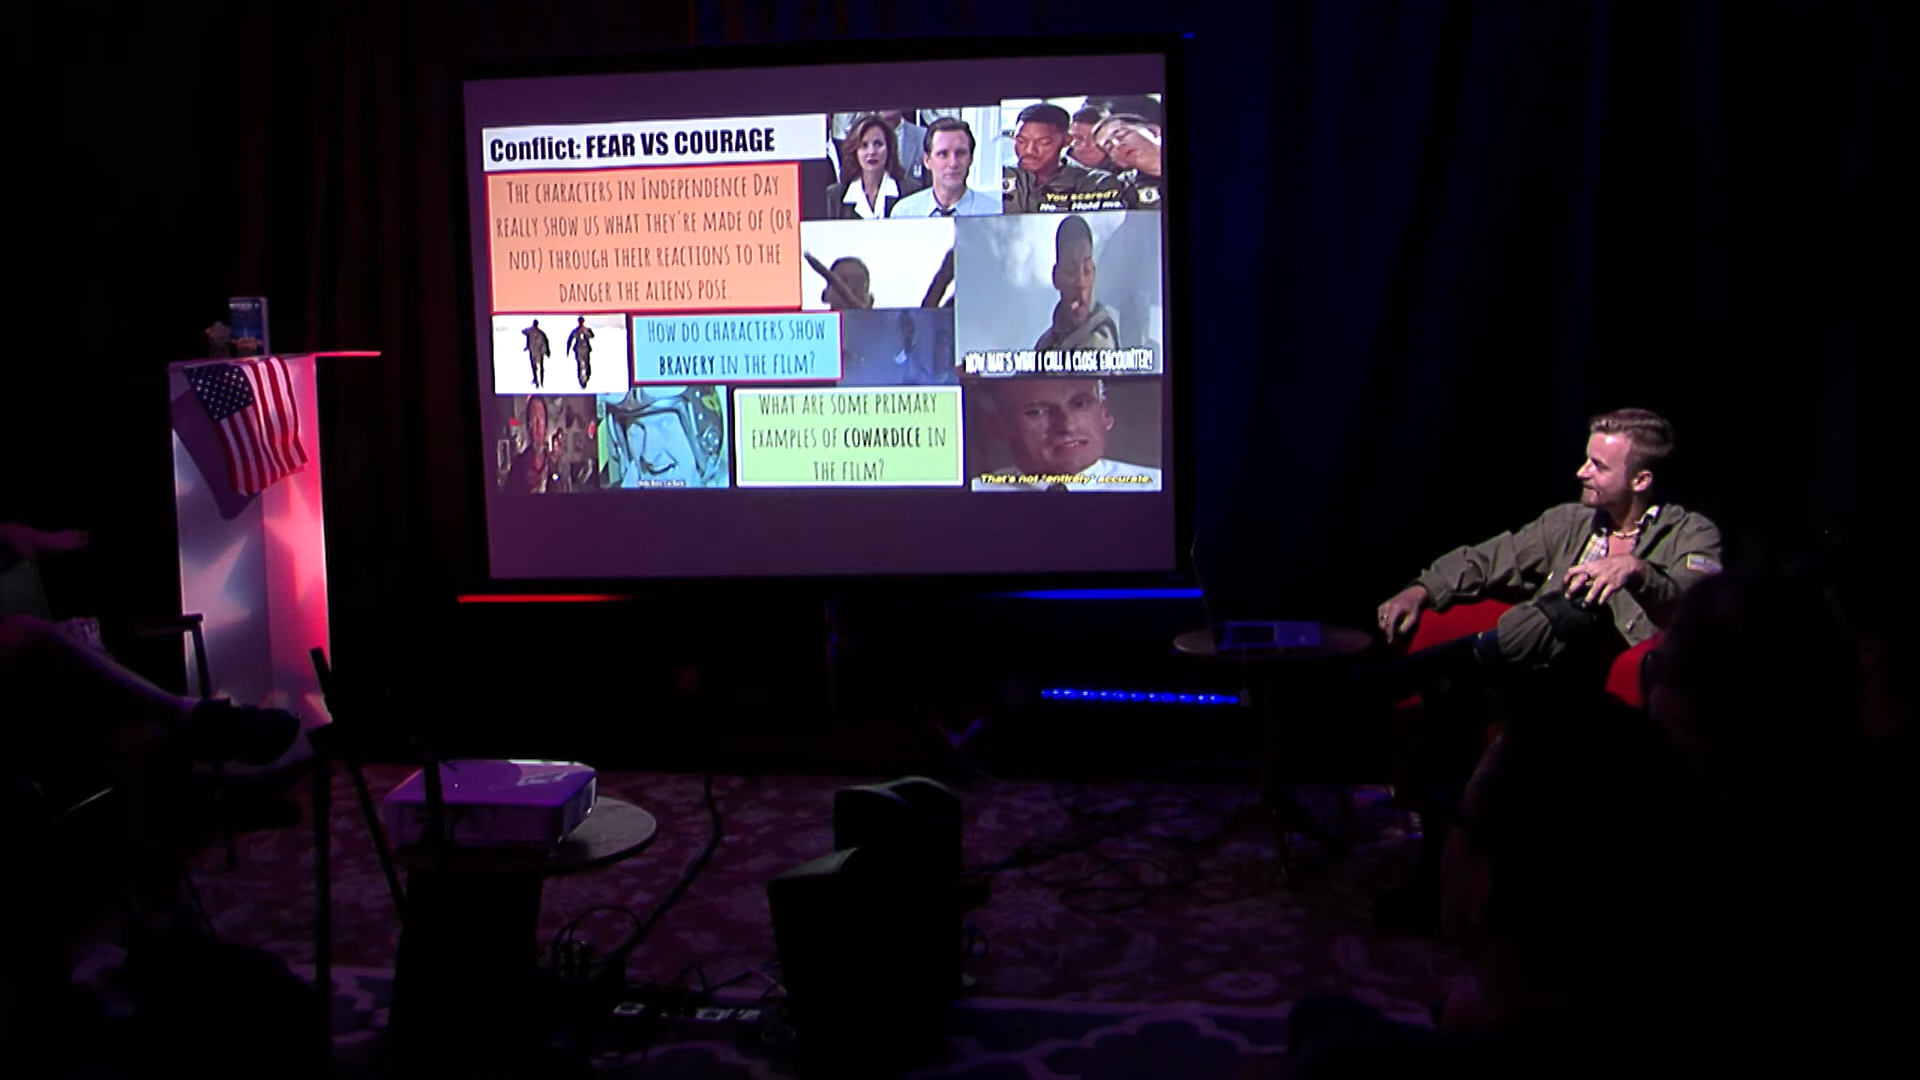 Conflict: FEAR VS COURAGE
THE CHARACTERS IN INDEPENDENCE DAY
REALLY SHOW US WHAT THEY'RE MADE OF (OR
NOT) THROUGH THEIR REACTIONS TO THE
DANGER THE ALIENS POSE.
You scared?
No... Hold me.
HOW DO CHARACTERS SHOW
BRAVERY IN THE FILM?
NOW THAT'S WHAT I CALL A CLOSE ENCOUNTER!
WHAT ARE SOME PRIMARY
EXAMPLES OF COWARDICE IN
THE FILM?
That's not *entirely* accurate.